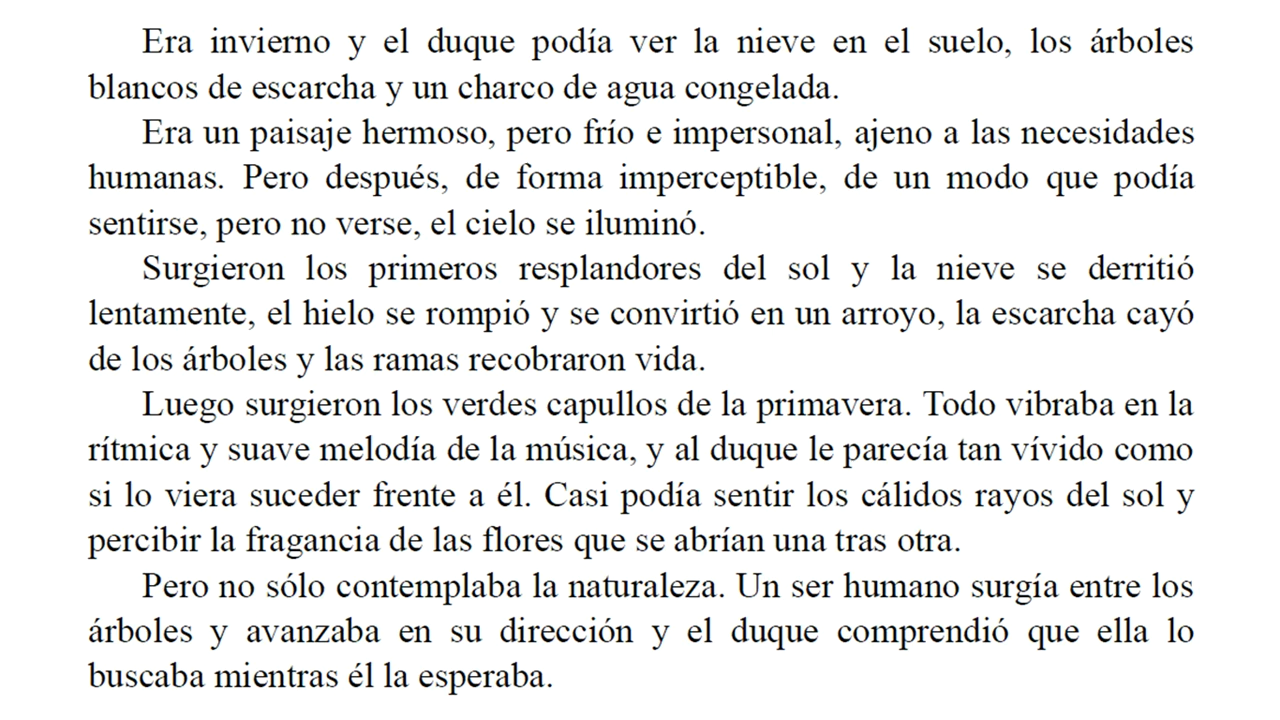 Era invierno y el duque podía ver la nieve en el suelo, los árboles
blancos de escarcha y un charco de agua congelada.
Era un paisaje hermoso, pero frío e impersonal, ajeno a las necesidades
humanas. Pero después, de forma imperceptible, de un modo que podía
sentirse, pero no verse, el cielo se iluminó.
Surgieron los primeros resplandores del sol y la nieve se derritió
lentamente, el hielo se rompió y se convirtió en un arroyo, la escarcha cayó
de los árboles y las ramas recobraron vida.
Luego surgieron los verdes capullos de la primavera. Todo vibraba en la
rítmica y suave melodía de la música, y al duque le parecía tan vívido como
si lo viera suceder frente a él. Casi podía sentir los cálidos rayos del sol y
percibir la fragancia de las flores que se abrían una tras otra.
Pero no sólo contemplaba la naturaleza. Un ser humano surgía entre los
árboles y avanzaba en su dirección y el duque comprendió que ella lo
buscaba mientras él la esperaba.